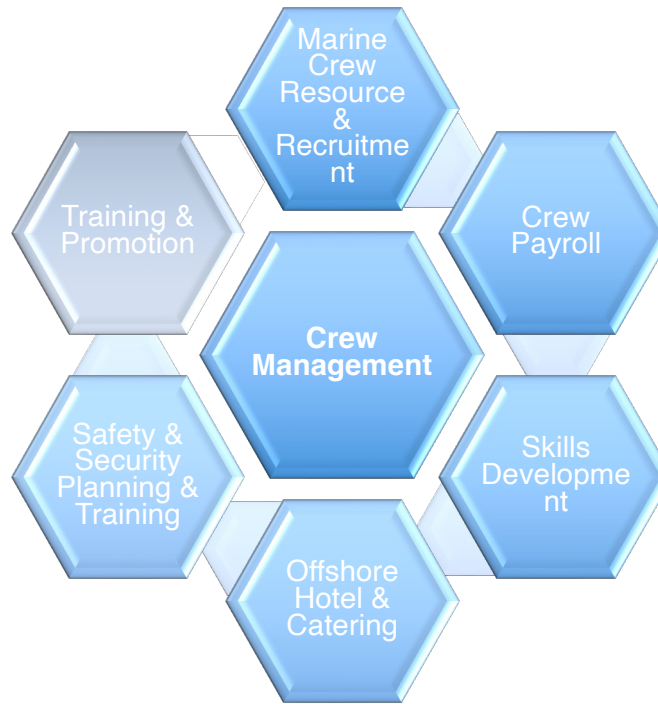 Marine
Crew
Resource
&
Recruitme
nt
Crew
Payroll
Skills
Developme
nt
Offshore
Hotel &
Catering
Safety &
Security
Planning &
Training
Training &
Promotion
Crew
Management